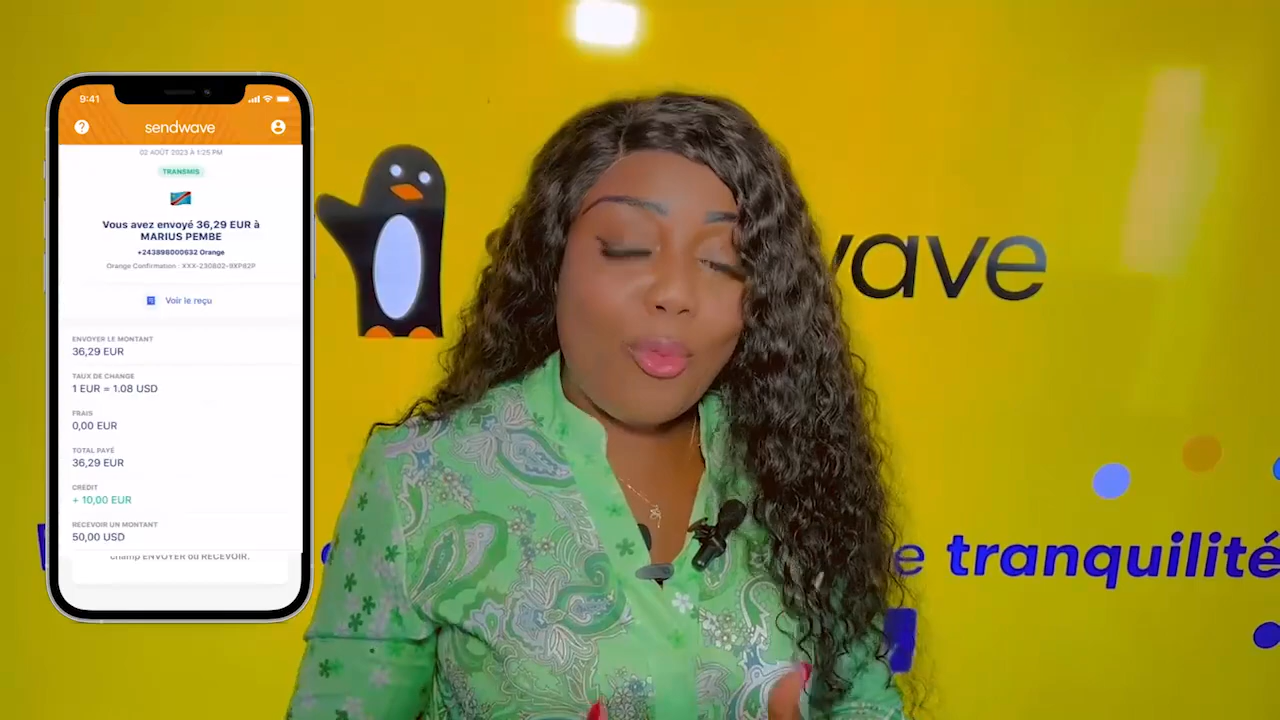 9:41
sendwave
02 AOÛT 2023 À 1:25 PM
TRANSMIS
Vous avez envoyé 36,29 EUR à
MARIUS PEMBE
+243898000632 Orange
Orange Confirmation : XXX-230802-9XP82P
Voir le reçu
ENVOYER LE MONTANT
36,29 EUR
TAUX DE CHANGE
1 EUR = 1.08 USD
FRAIS
0,00 EUR
TOTAL PAYÉ
36,29 EUR
CRÉDIT
+ 10,00 EUR
RECEVOIR UN MONTANT
50,00 USD
champ ENVOYER ou RECEVOIR.
wave
e tranquilité